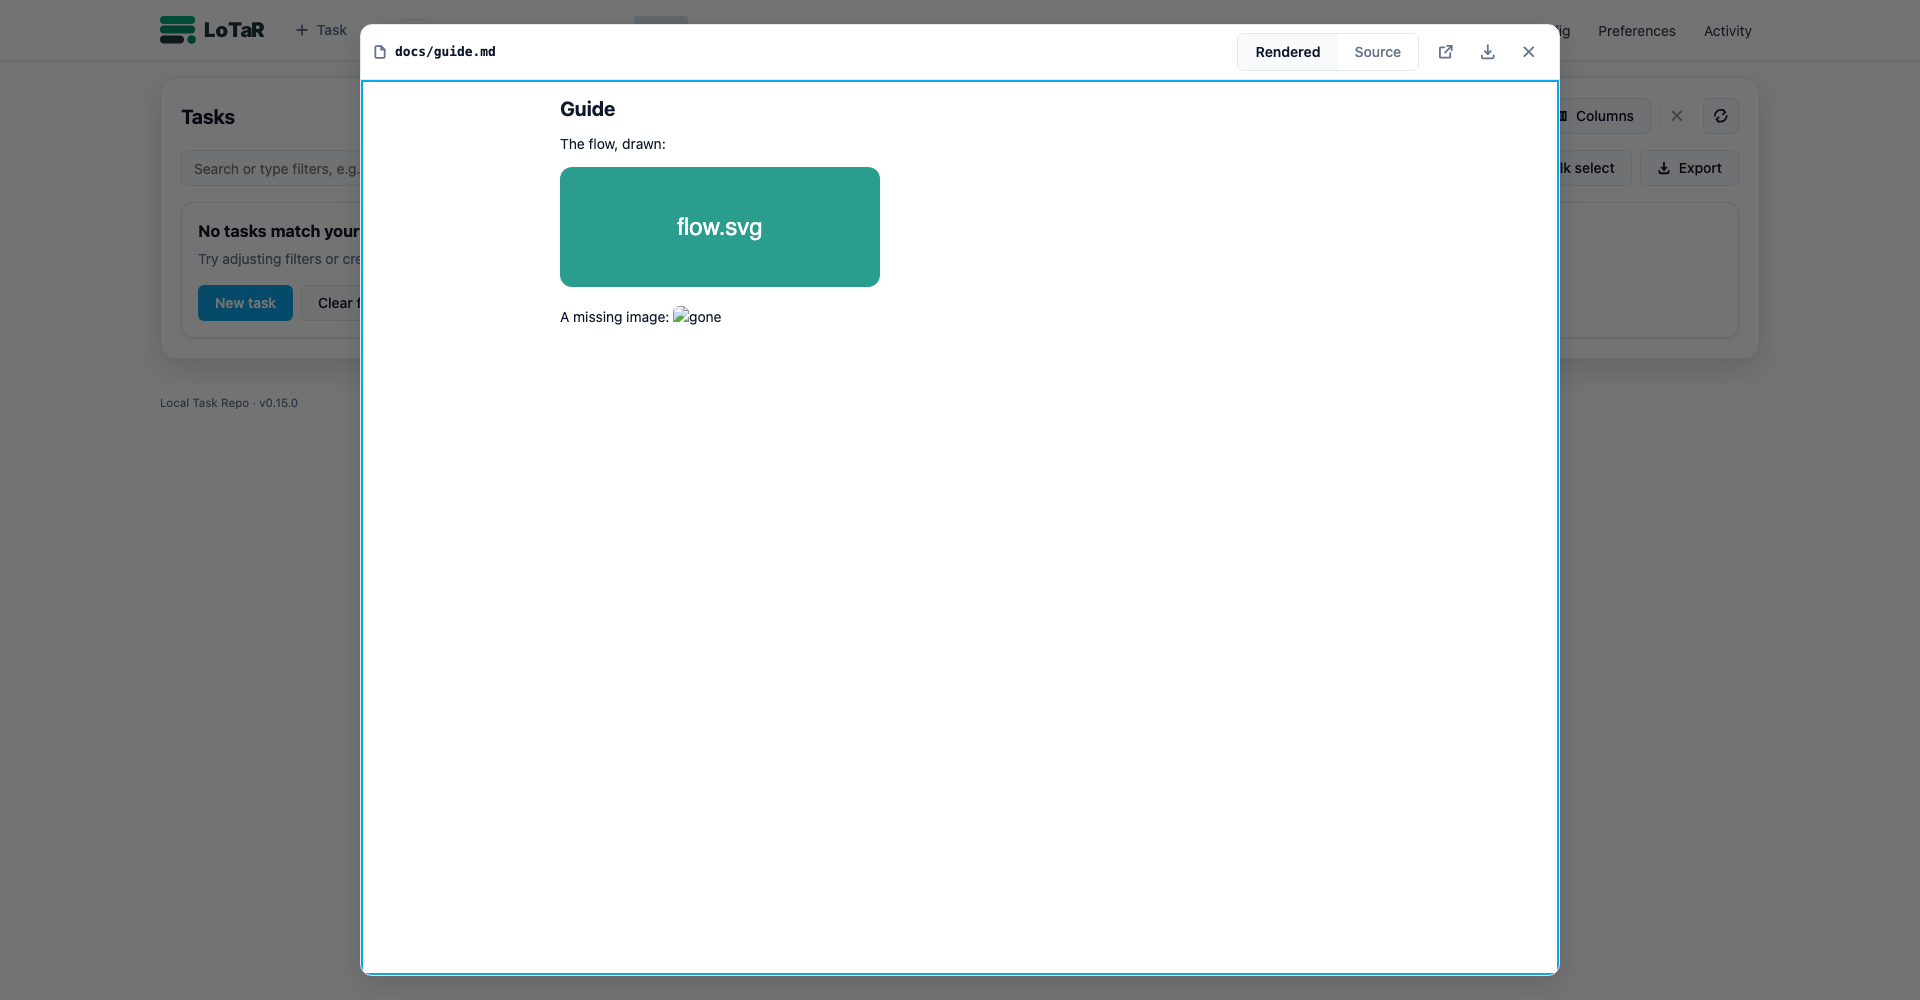 LoTaR
Task
Preferences
Activity
docs/guide.md
Rendered
Source
Tasks
Columns
Search or type filters, e.g.
select
Export
No tasks match your
Try adjusting filters or
New task
Clear
Guide
The flow, drawn:
flow.svg
A missing image: gone
Local Task Repo · v0.15.0